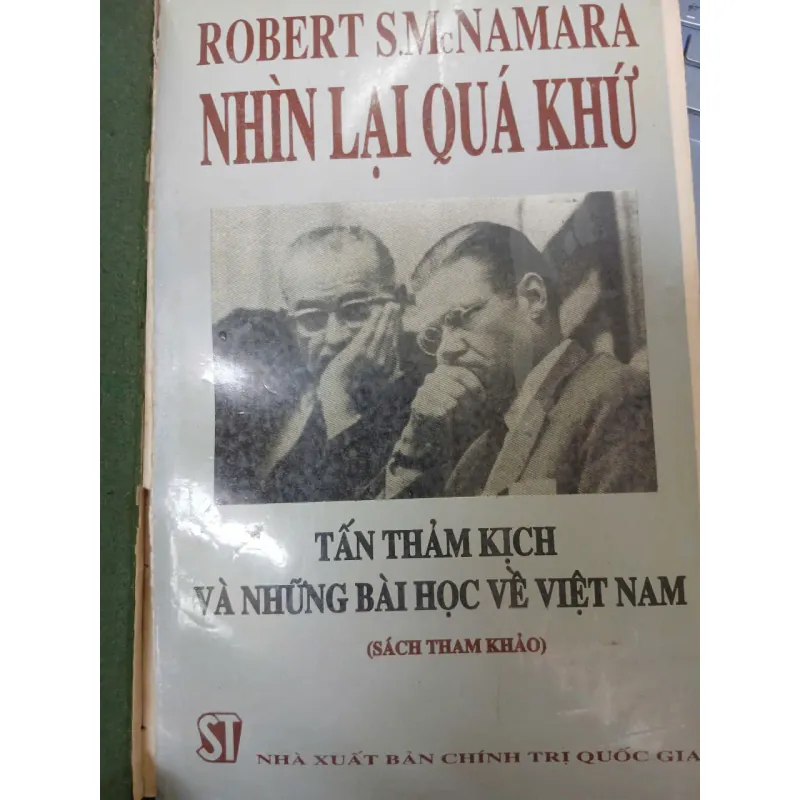 ROBERT S.McNAMARA
NHÌN LẠI QUÁ KHỨ
TẤN THẢM KỊCH
VÀ NHỮNG BÀI HỌC VỀ VIỆT NAM
(SÁCH THAM KHẢO)
ST NHÀ XUẤT BẢN CHÍNH TRỊ QUỐC GIA